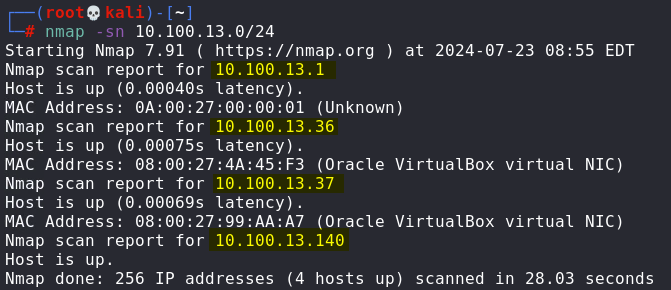 ┌──(root💀kali)-[~]
└─# nmap -sn 10.100.13.0/24
Starting Nmap 7.91 ( https://nmap.org ) at 2024-07-23 08:55 EDT
Nmap scan report for 10.100.13.1
Host is up (0.00040s latency).
MAC Address: 0A:00:27:00:00:01 (Unknown)
Nmap scan report for 10.100.13.36
Host is up (0.00075s latency).
MAC Address: 08:00:27:4A:45:F3 (Oracle VirtualBox virtual NIC)
Nmap scan report for 10.100.13.37
Host is up (0.00069s latency).
MAC Address: 08:00:27:99:AA:A7 (Oracle VirtualBox virtual NIC)
Nmap scan report for 10.100.13.140
Host is up.
Nmap done: 256 IP addresses (4 hosts up) scanned in 28.03 seconds